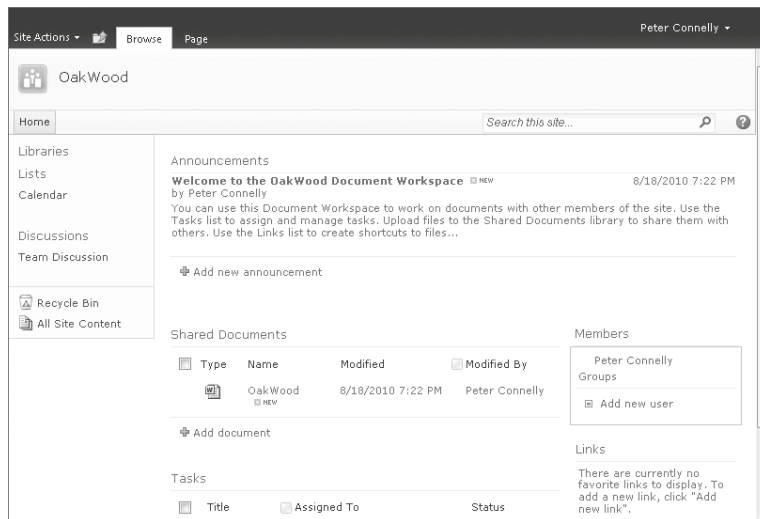 Peter Connelly
Site Actions Browse Page
OakWood
Home Search this site...
Libraries
Lists
Calendar
Discussions
Team Discussion
Recycle Bin
All Site Content
Announcements
Welcome to the OakWood Document Workspace NEW 8/18/2010 7:22 PM
by Peter Connelly
You can use this Document Workspace to work on documents with other members of the site. Use the
Tasks list to assign and manage tasks. Upload files to the Shared Documents library to share them with
others. Use the Links list to create shortcuts to files...
Add new announcement
Shared Documents
Type Name Modified Modified By
OakWood 8/18/2010 7:22 PM Peter Connelly
NEW
Add document
Tasks
Title Assigned To Status
Members
Peter Connelly
Groups
Add new user
Links
There are currently no
favorite links to display. To
add a new link, click "Add
new link".